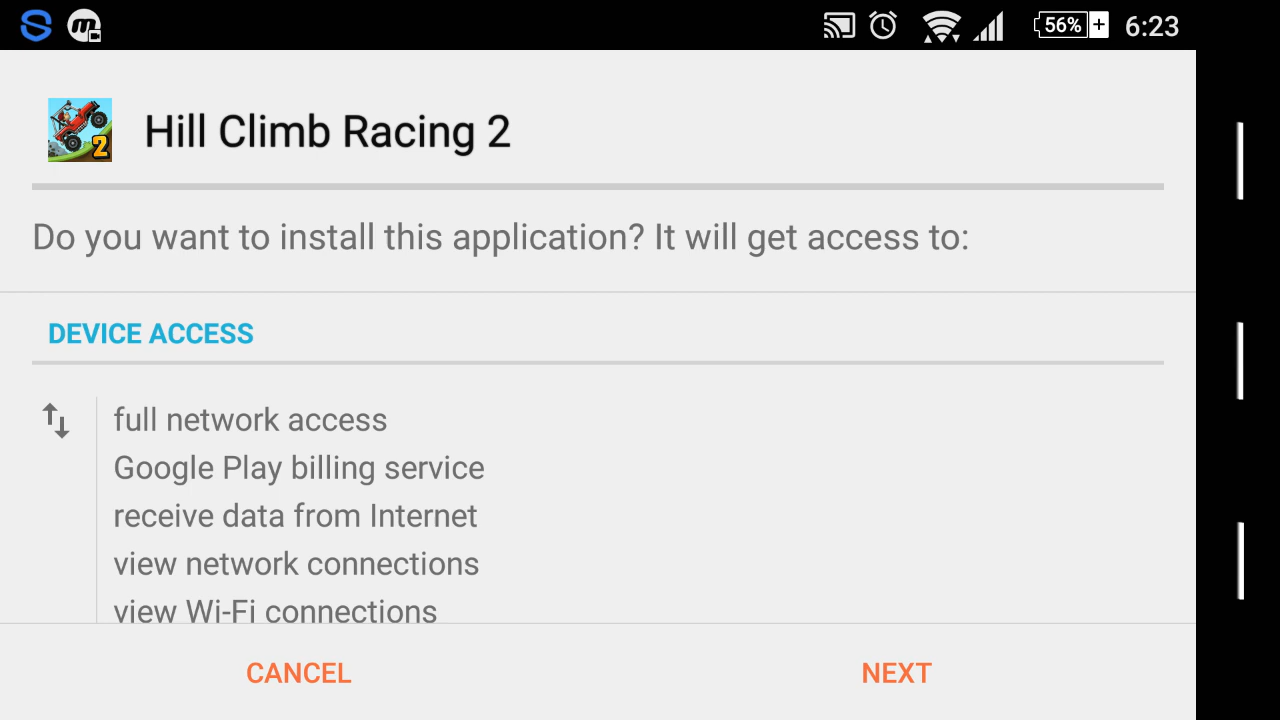 56% 6:23
2 Hill Climb Racing 2
Do you want to install this application? It will get access to:
DEVICE ACCESS
full network access
Google Play billing service
receive data from Internet
view network connections
view Wi-Fi connections
CANCEL NEXT